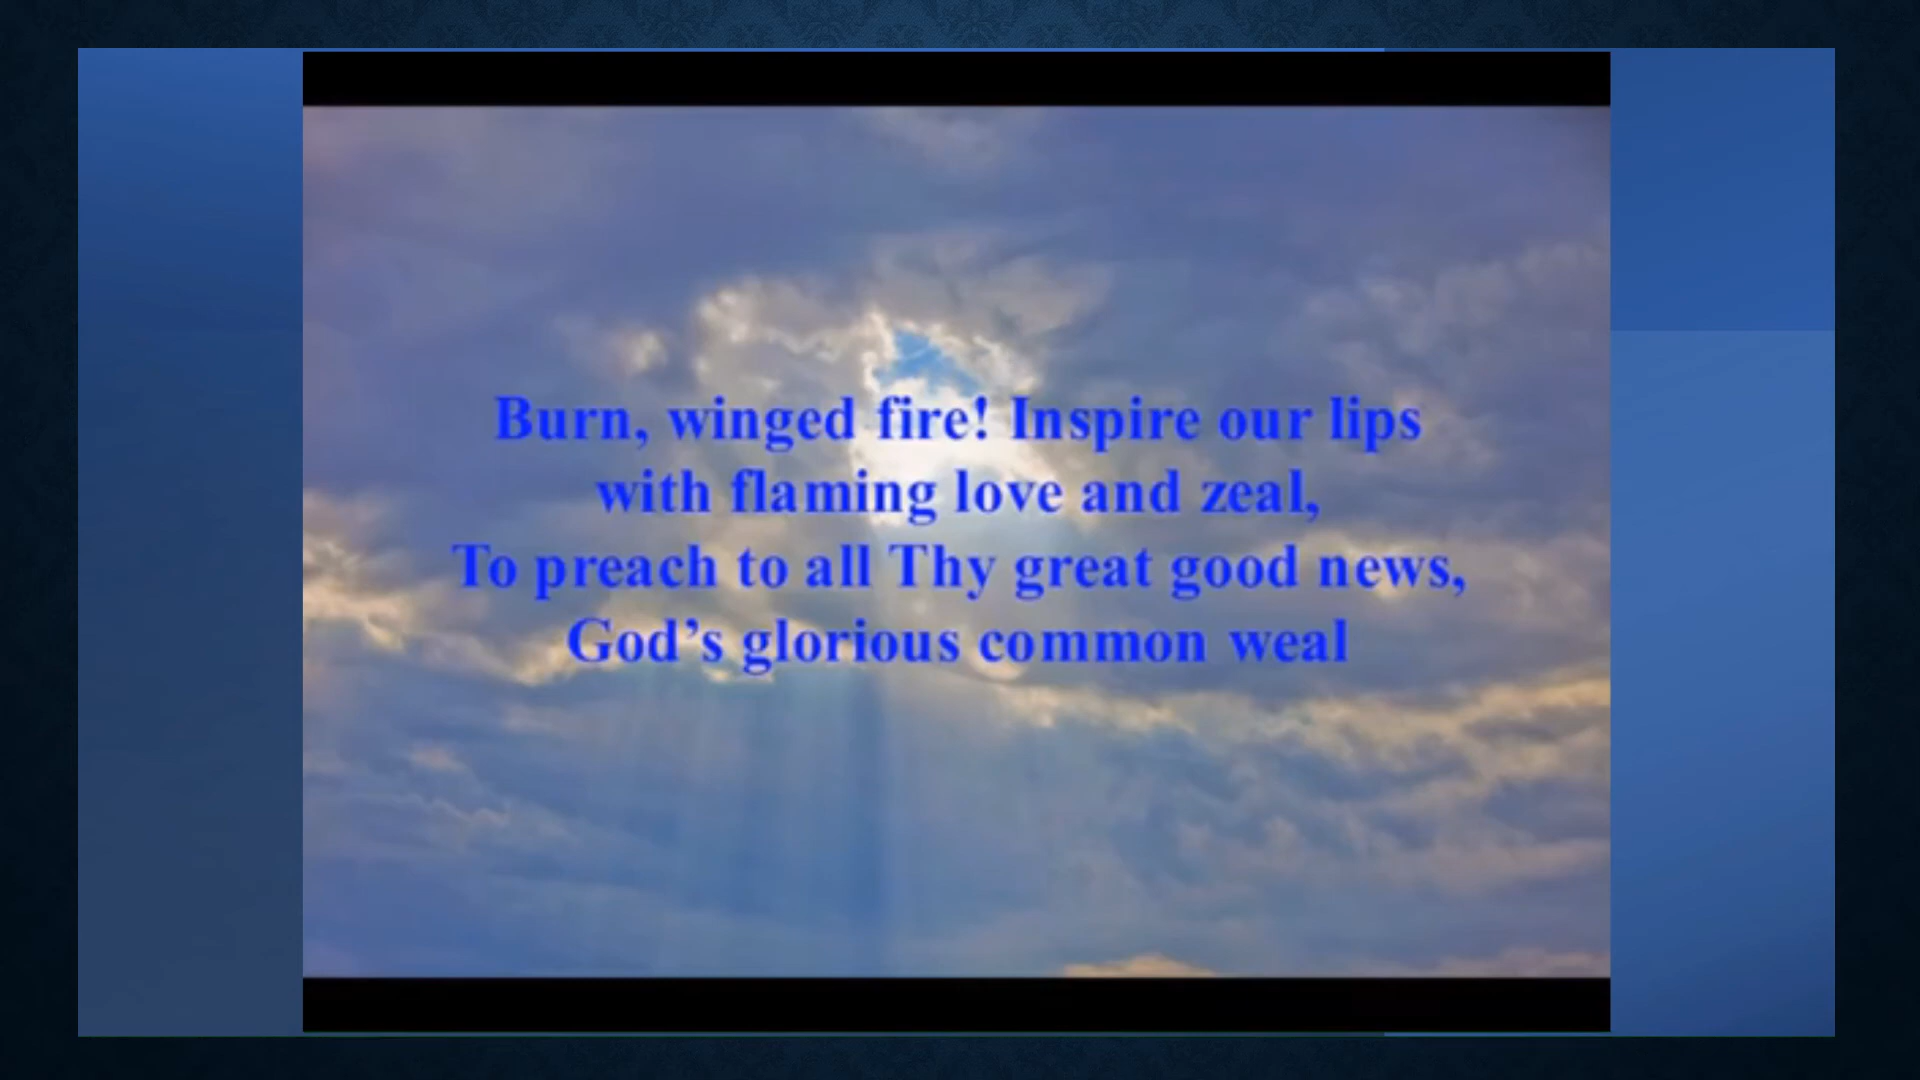 Burn, winged fire! Inspire our lips
with flaming love and zeal,
To preach to all Thy great good news,
God’s glorious common weal